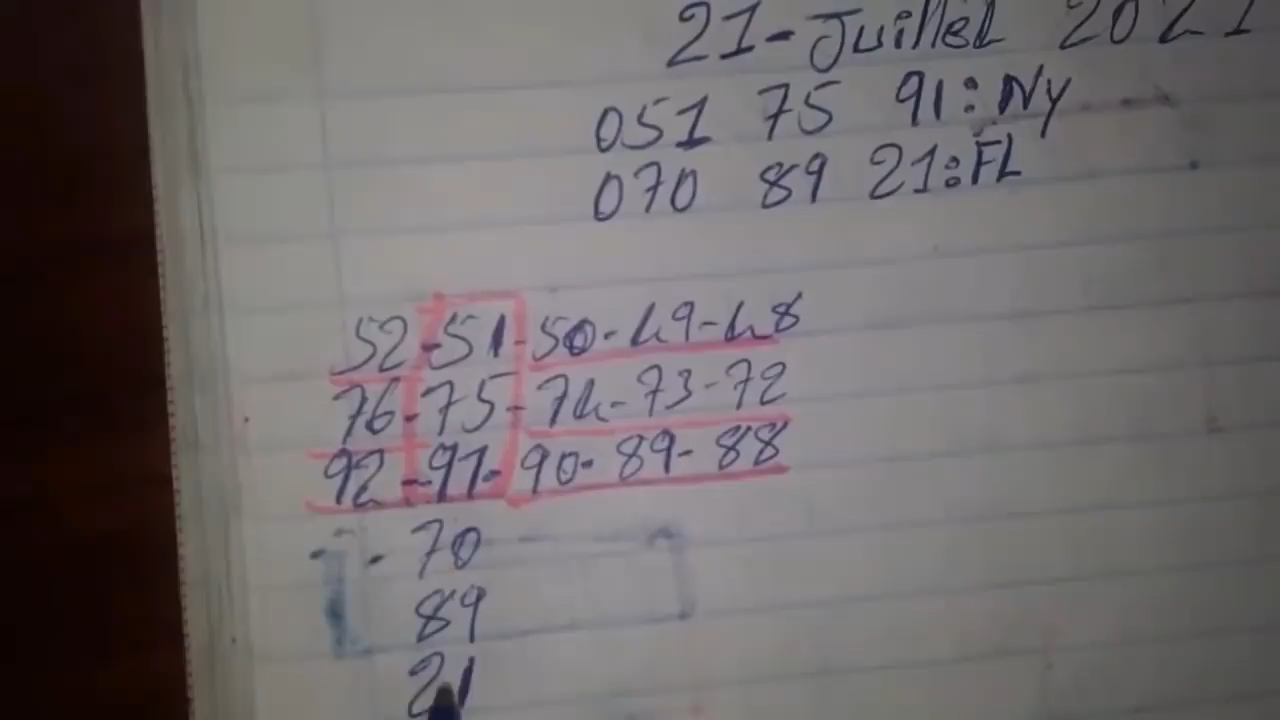 21-Juillet 2021
051 75 91:NY
070 89 21:FL
52-51-50-49-48
76-75-74-73-72
92-91-90-89-88
70
89
21